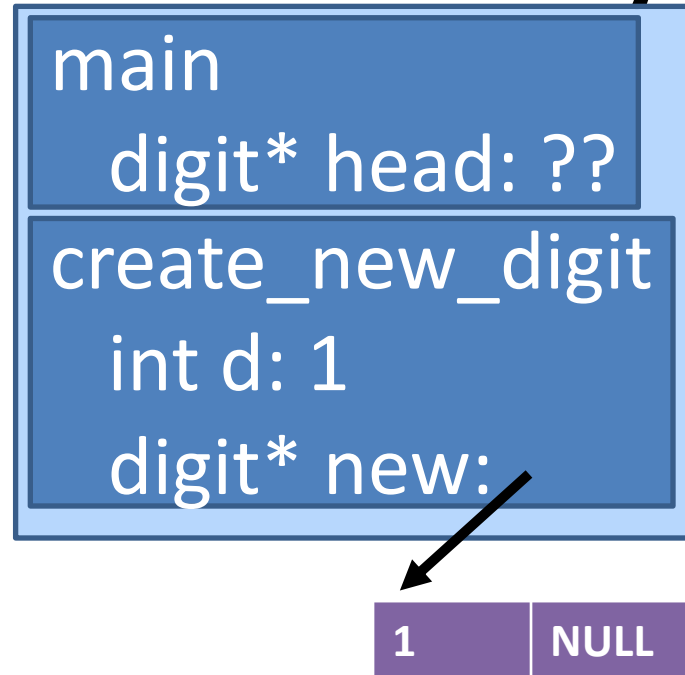 main
digit* head: ??
create_new_digit
int d: 1
digit* new:
1 NULL